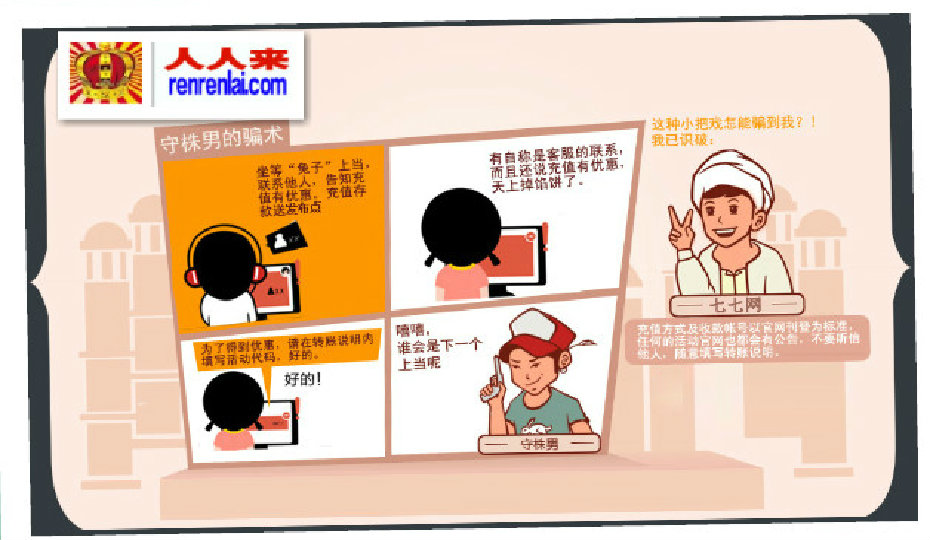 人人来
renrenlai.com
守株男的骗术
坐等“兔子”上当，
联系他人，告知充
值有优惠，充值存
款送发布点
有自称是客服的联系，
而且还说充值有优惠，
天上掉馅饼了。
为了得到优惠，请在转账说明内
填写活动代码，好的。
好的！
嘻嘻，
谁会是下一个
上当呢
守株男
这种小把戏怎能骗到我？！
我已识破：
七七网
充值方式及收款帐号以官网刊登为标准，
任何的活动官网也都会有公告，不要听信
他人，随意填写转账说明。